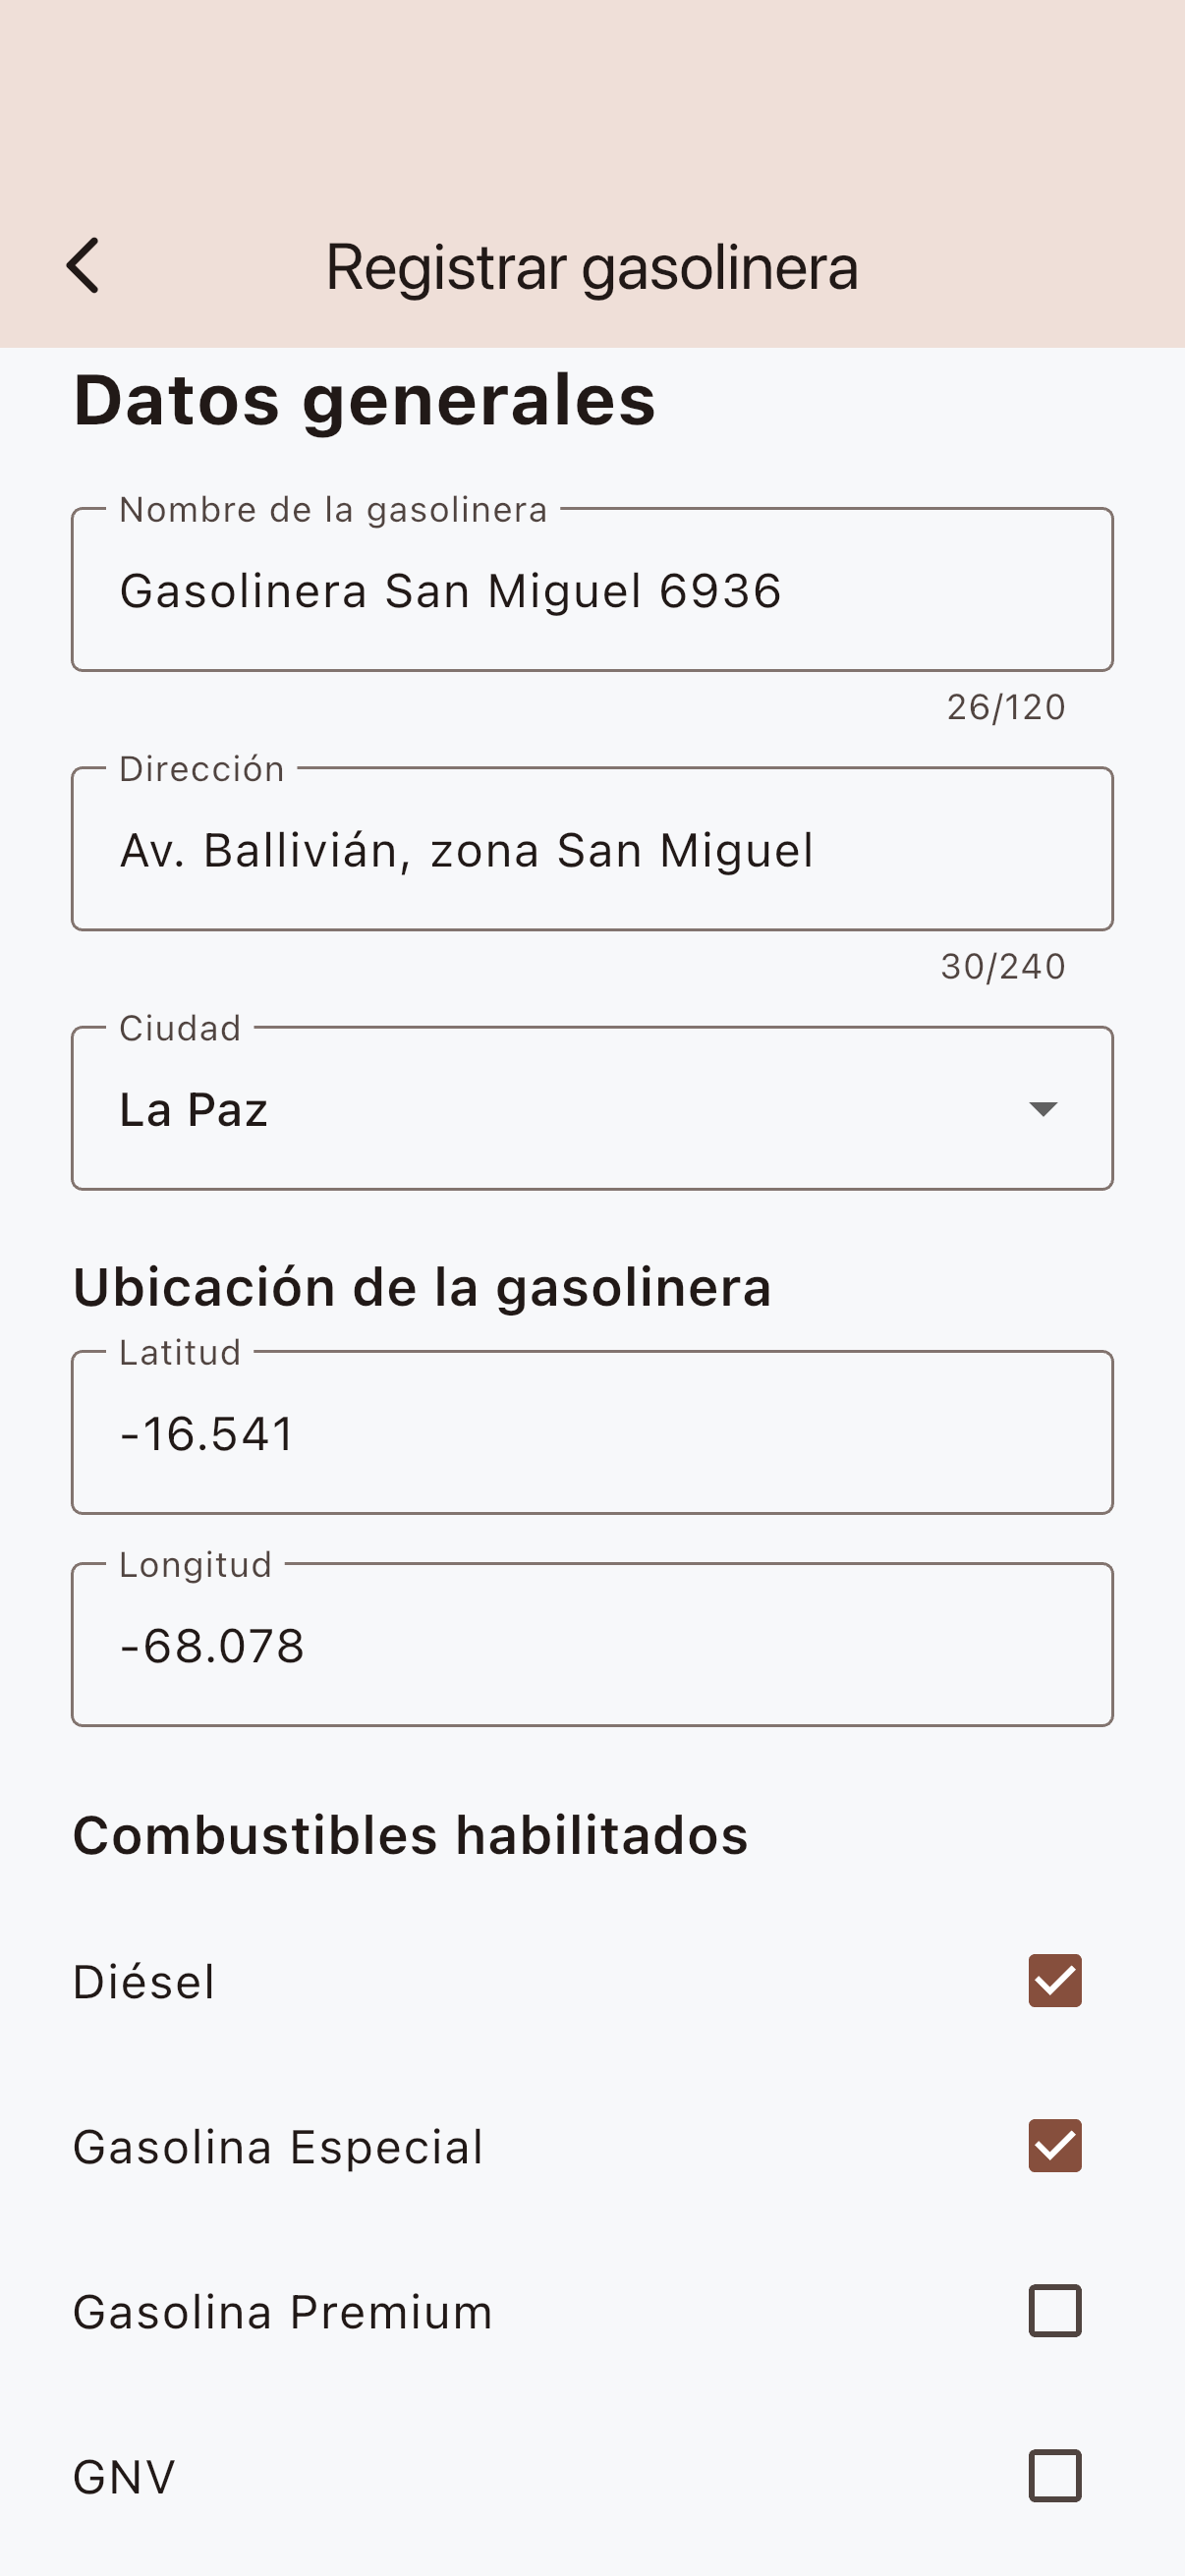 Registrar gasolinera
Datos generales
Nombre de la gasolinera
Gasolinera San Miguel 6936
26/120
Dirección
Av. Ballivián, zona San Miguel
30/240
Ciudad
La Paz
Ubicación de la gasolinera
Latitud
-16.541
Longitud
-68.078
Combustibles habilitados
Diésel
Gasolina Especial
Gasolina Premium
GNV